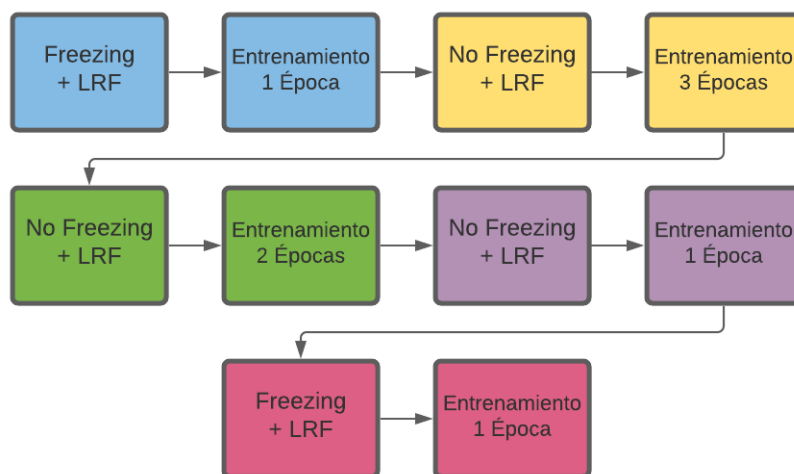 Freezing
+ LRF
Entrenamiento
1 Época
No Freezing
+ LRF
Entrenamiento
3 Épocas
No Freezing
+ LRF
Entrenamiento
2 Épocas
No Freezing
+ LRF
Entrenamiento
1 Época
Freezing
+ LRF
Entrenamiento
1 Época